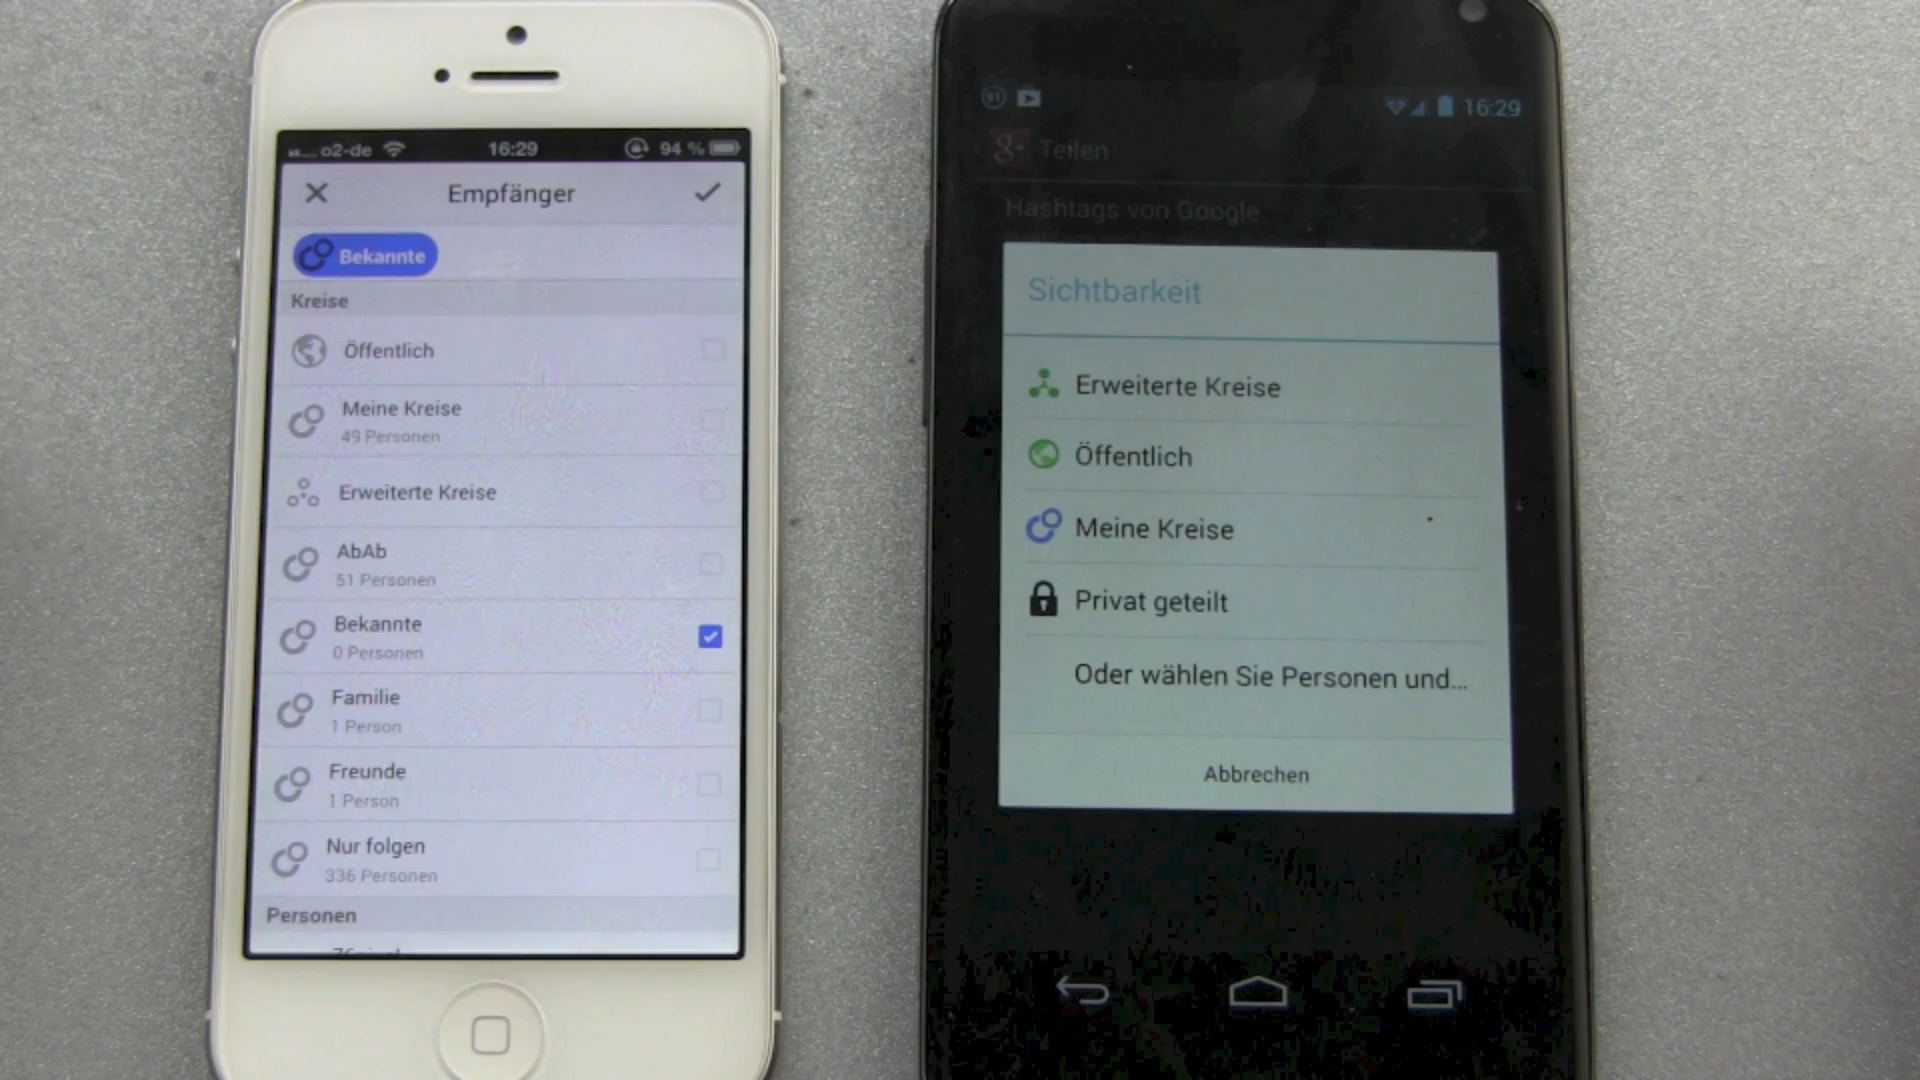 o2-de 16:29 94 %
Empfänger
Bekannte
Kreise
Öffentlich
Meine Kreise
49 Personen
Erweiterte Kreise
AbAb
51 Personen
Bekannte
0 Personen
Familie
1 Person
Freunde
1 Person
Nur folgen
336 Personen
Personen
91 16:29
g+ Teilen
Hashtags von Google
Sichtbarkeit
Erweiterte Kreise
Öffentlich
Meine Kreise
Privat geteilt
Oder wählen Sie Personen und...
Abbrechen